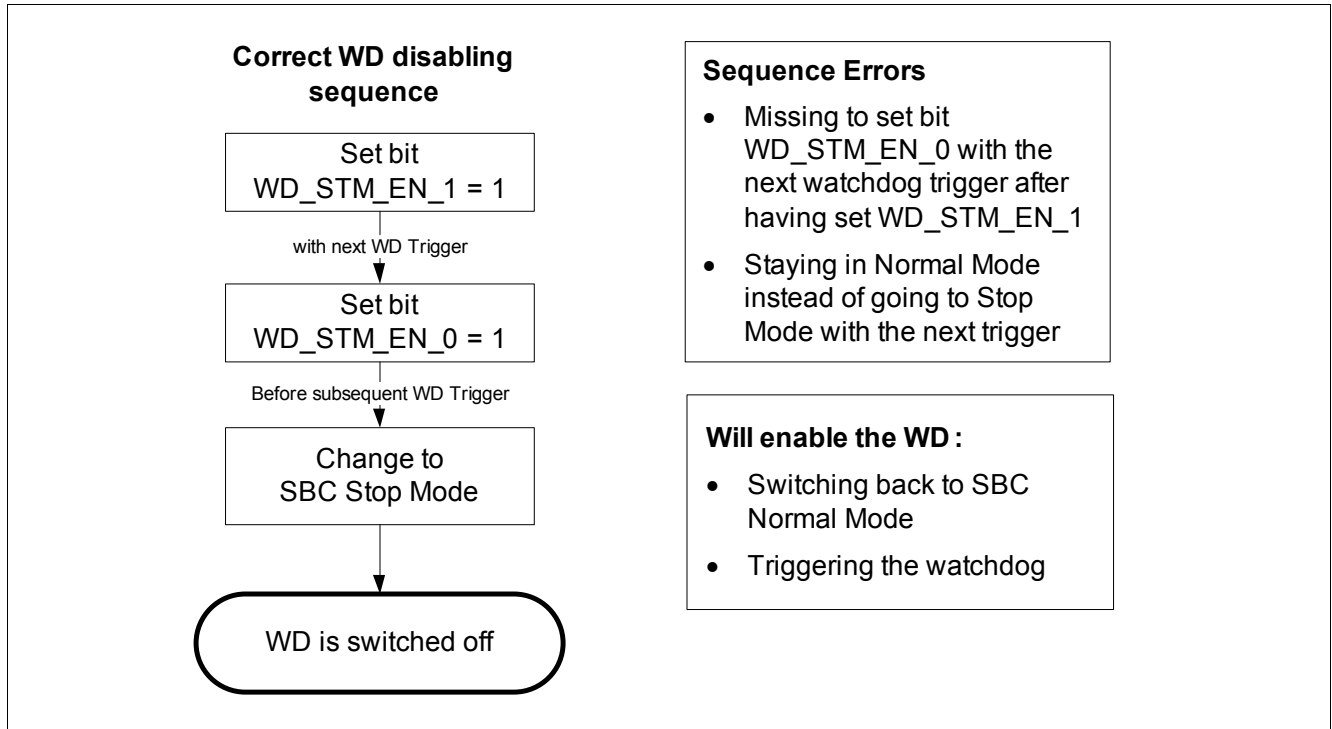 Correct WD disabling
sequence
Set bit
WD_STM_EN_1 = 1
with next WD Trigger
Set bit
WD_STM_EN_0 = 1
Before subsequent WD Trigger
Change to
SBC Stop Mode
WD is switched off
Sequence Errors
• Missing to set bit
WD_STM_EN_0 with the
next watchdog trigger after
having set WD_STM_EN_1
• Staying in Normal Mode
instead of going to Stop
Mode with the next trigger
Will enable the WD :
• Switching back to SBC
Normal Mode
• Triggering the watchdog